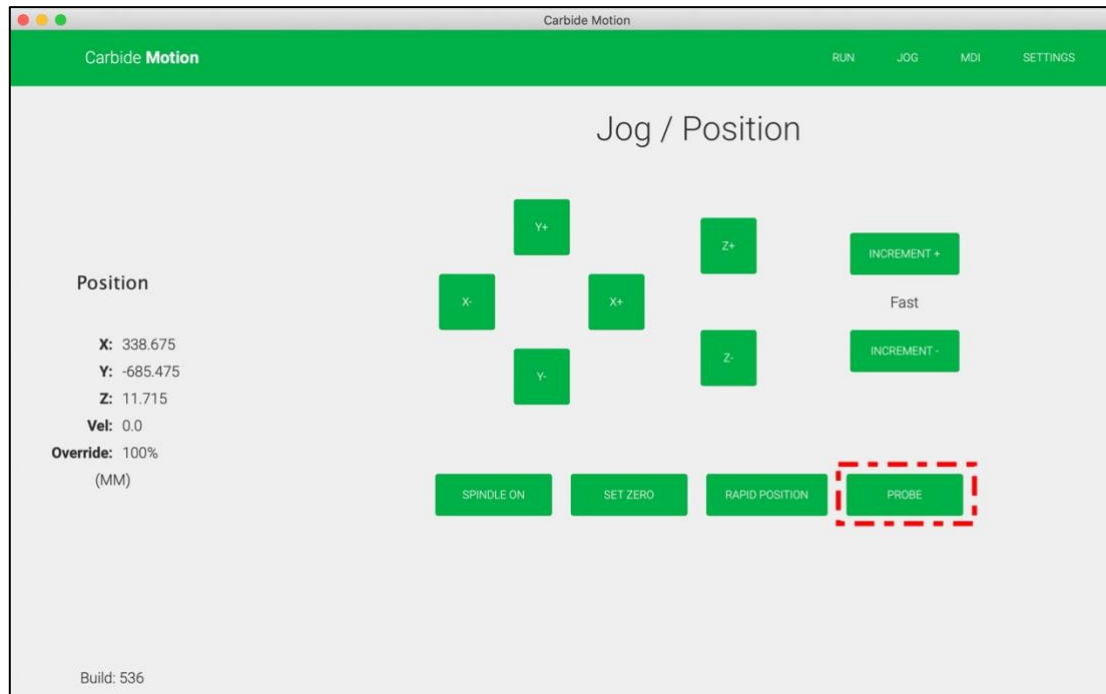 Carbide Motion
Carbide Motion
RUN JOG MDI SETTINGS
Jog / Position
Y+
Z+
INCREMENT +
Position
X-
X+
Fast
X: 338.675
Y: -685.475
Z: 11.715
Vel: 0.0
Override: 100%
(MM)
Y-
Z-
INCREMENT -
SPINDLE ON
SET ZERO
RAPID POSITION
PROBE
Build: 536